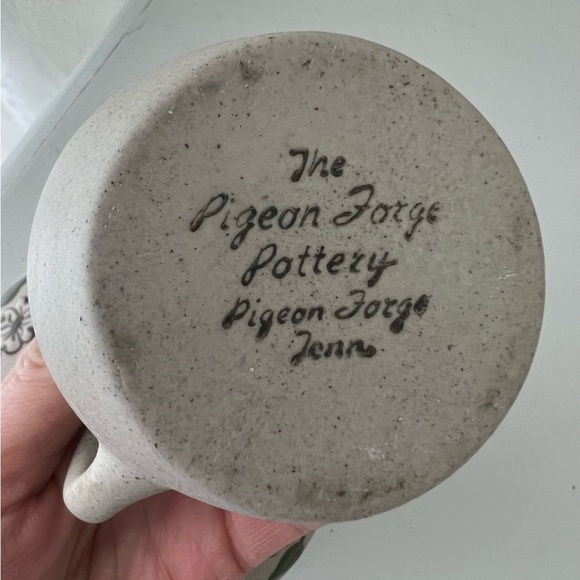 The
Pigeon Forge
Pottery
Pigeon Forge
Tenn.